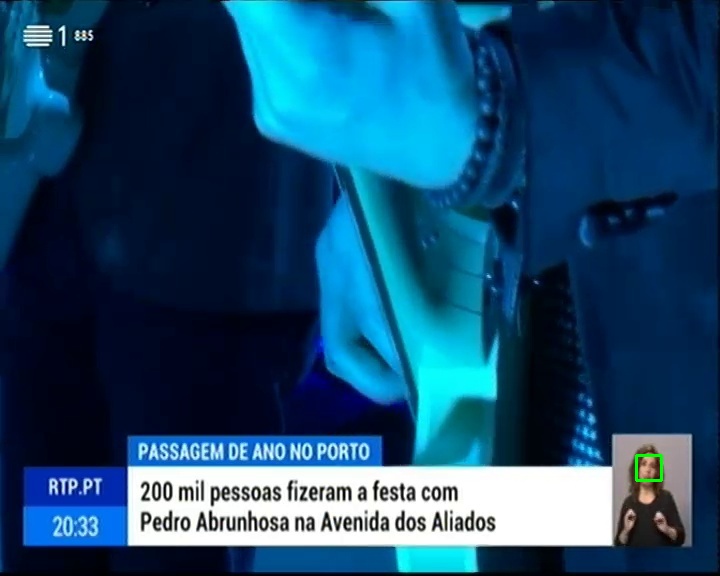 1 885
PASSAGEM DE ANO NO PORTO
RTP.PT
200 mil pessoas fizeram a festa com
20:33
Pedro Abrunhosa na Avenida dos Aliados